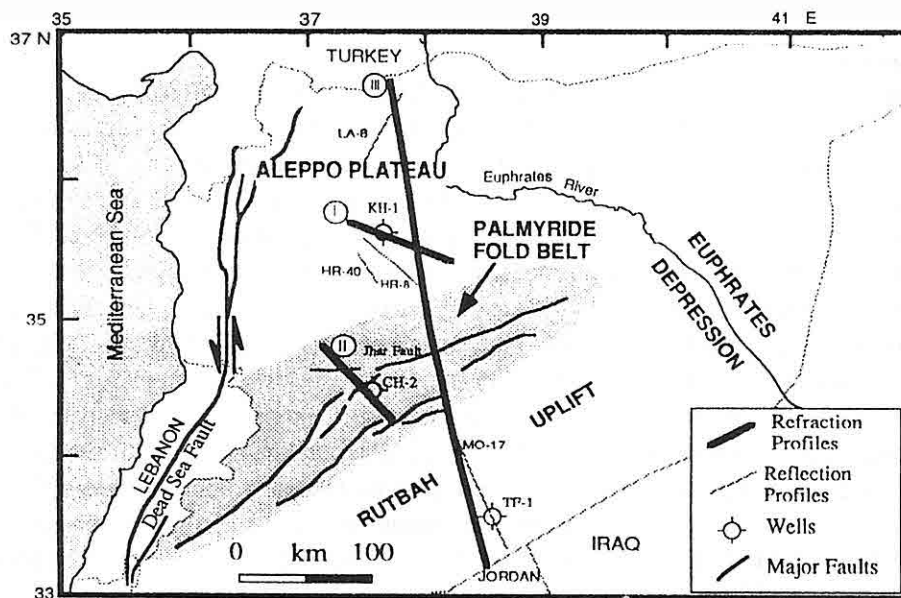 35 37 39 41 E
37 N
TURKEY
III
LA-8
ALEPPO PLATEAU
Euphrates River
I
KH-1
PALMYRIDE
FOLD BELT
HR-40
HR-8
EUPHRATES
DEPRESSION
Mediterranean Sea
35
II
Jhar Fault
CH-2
UPLIFT
LEBANON
Dead Sea Fault
MO-17
RUTBAH
TF-1
IRAQ
0 km 100
JORDAN
33
Refraction
Profiles
Reflection
Profiles
Wells
Major Faults